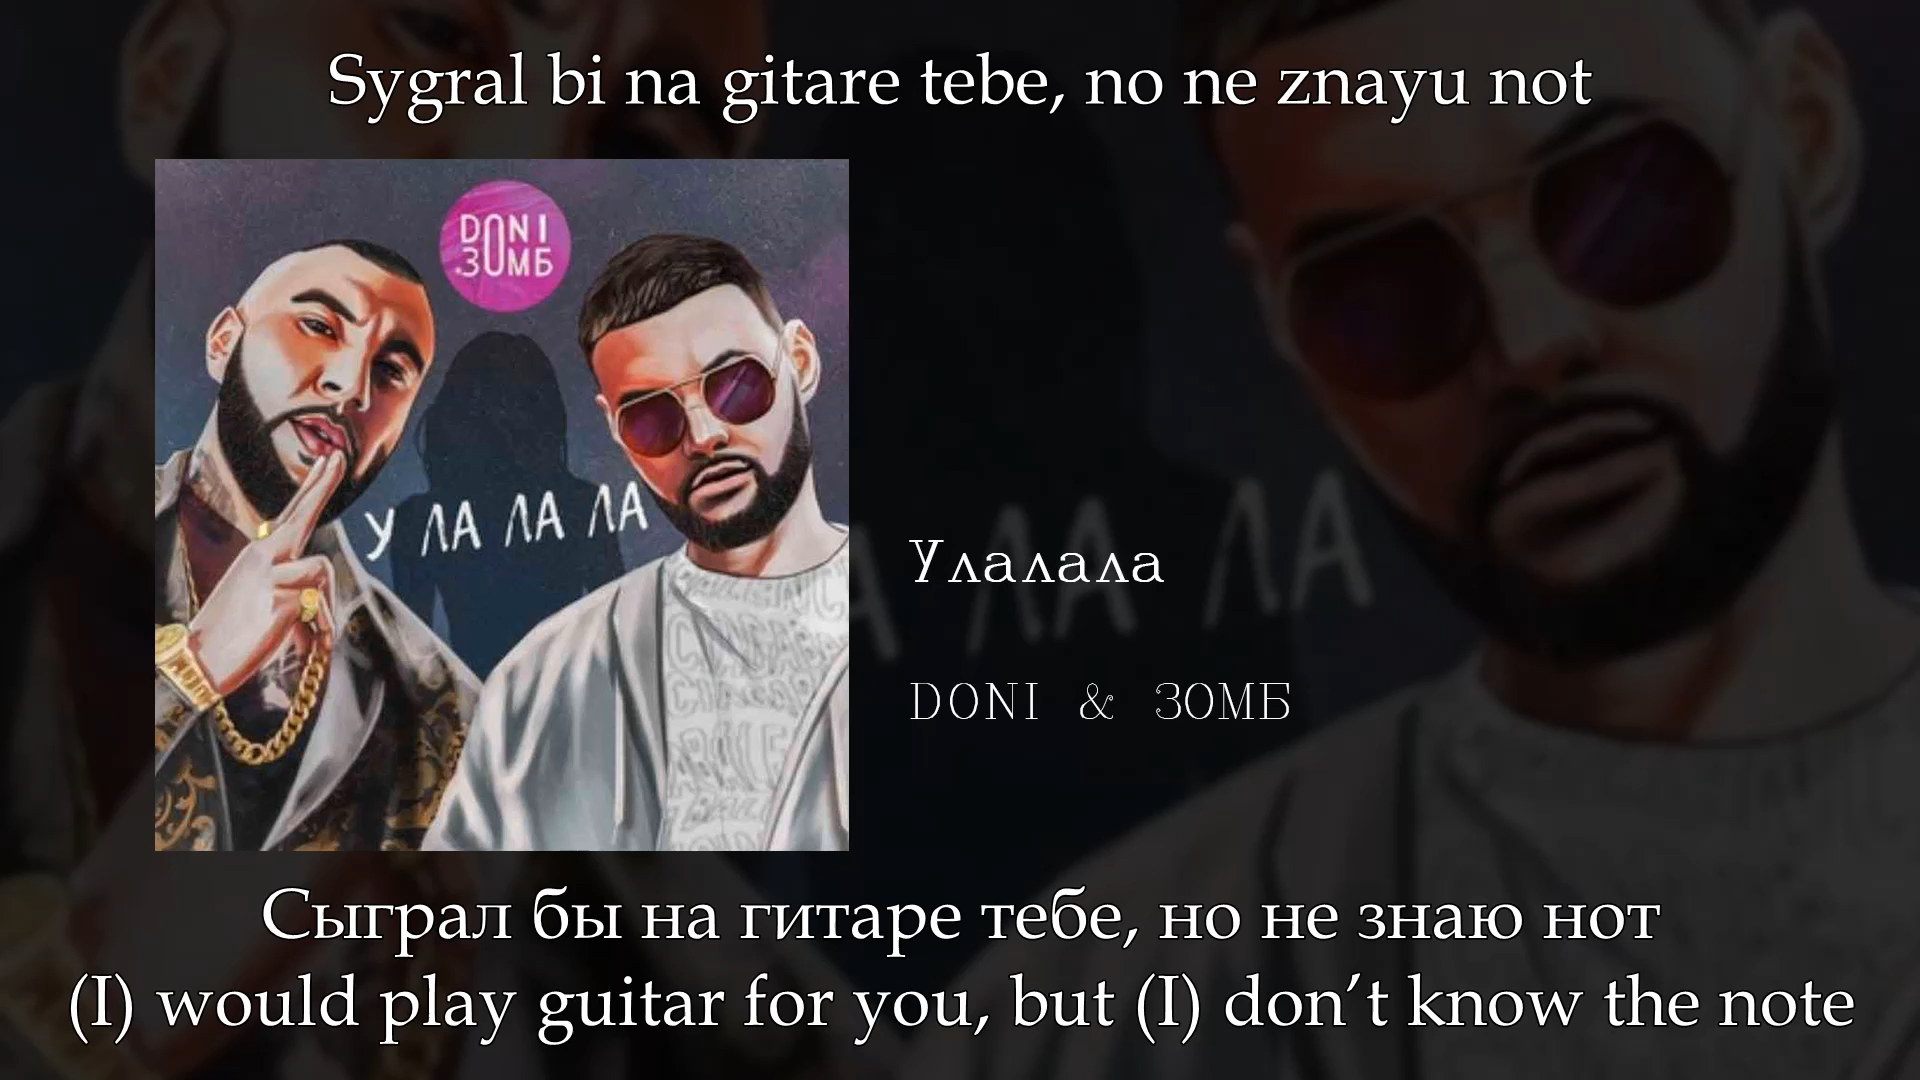 Sygral bi na gitare tebe, no ne znayu not
DONI
ЗОМБ
У ЛА ЛА ЛА
Улалала
DONI & ЗОМБ
Сыграл бы на гитаре тебе, но не знаю нот
(I) would play guitar for you, but (I) don’t know the note